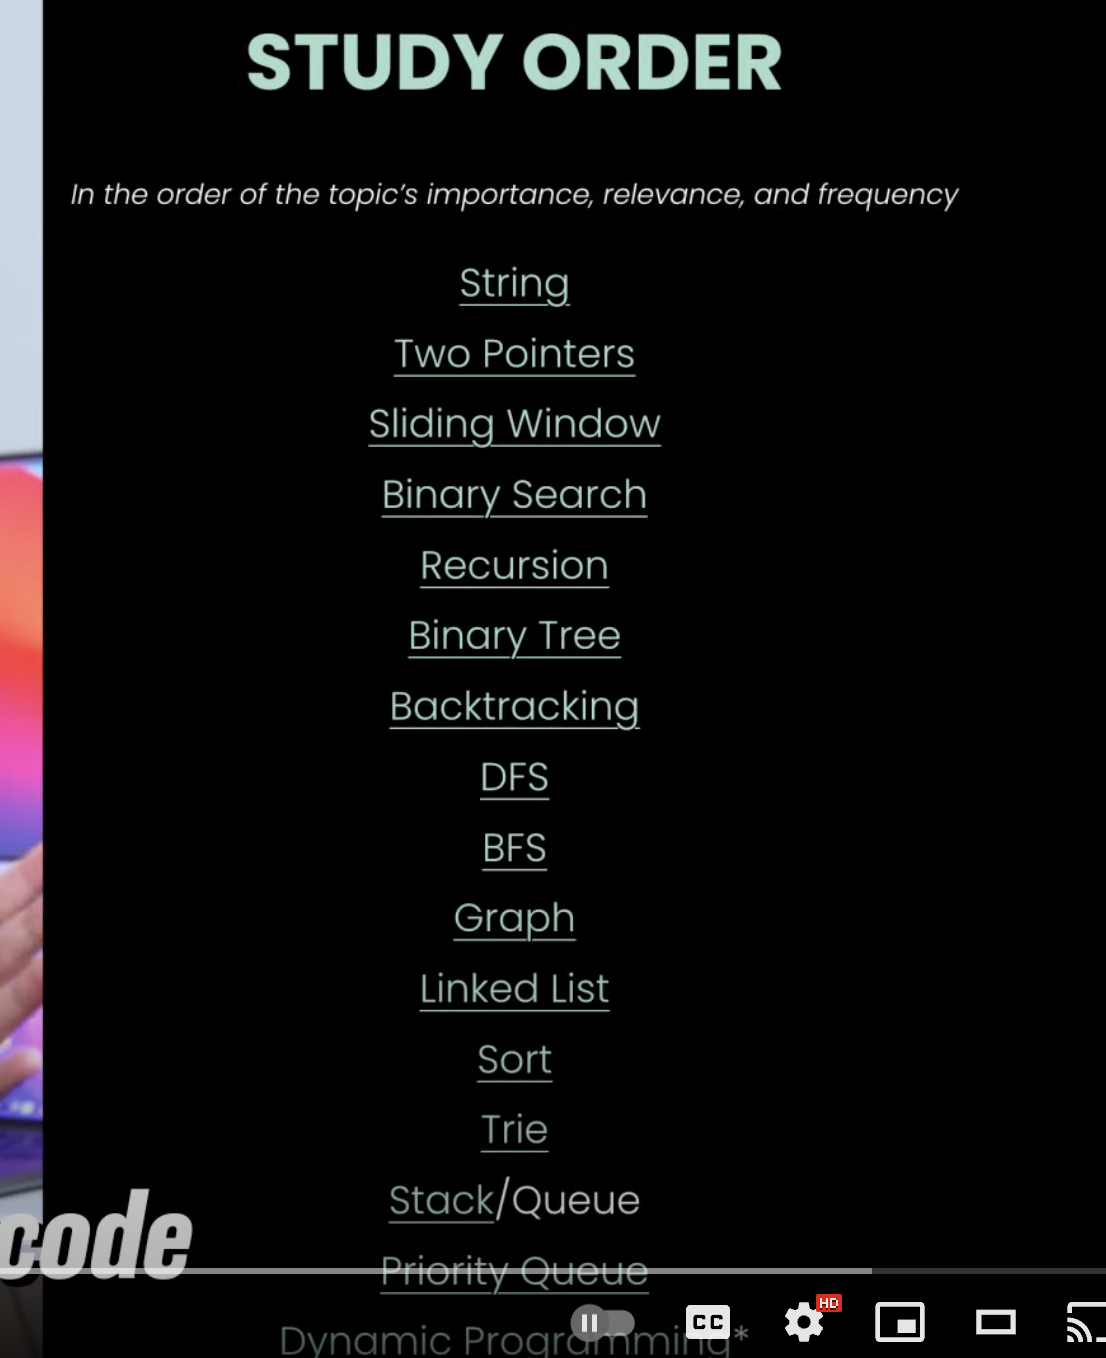 STUDY ORDER
In the order of the topic's importance, relevance, and frequency
String
Two Pointers
Sliding Window
Binary Search
Recursion
Binary Tree
Backtracking
DFS
BFS
Graph
Linked List
Sort
Trie
Stack/Queue
code
Priority Queue
HD
CC
Dynamic Programming*